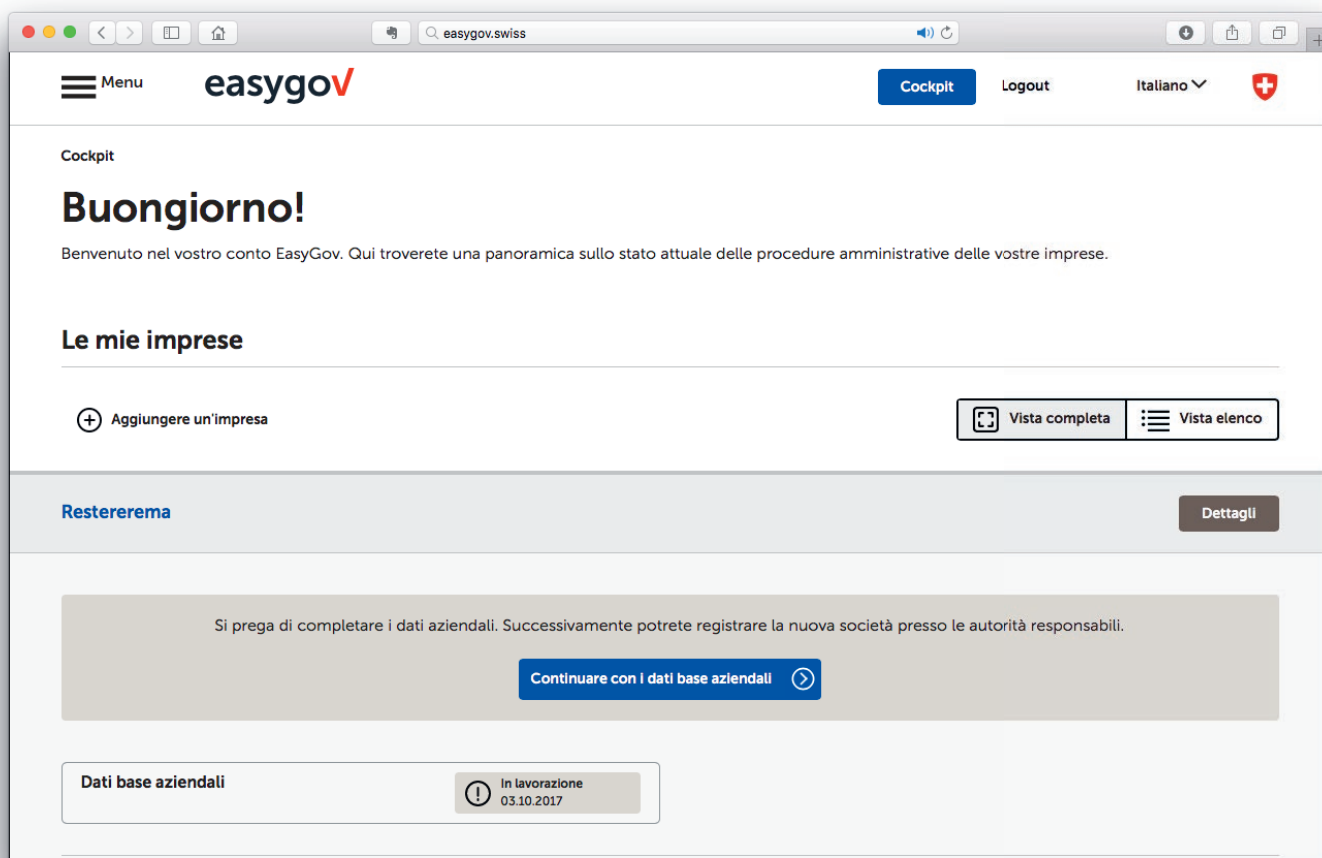 easygov.swiss
Menu
easygov
Cockpit
Logout
Italiano
Cockpit
Buongiorno!
Benvenuto nel vostro conto EasyGov. Qui troverete una panoramica sullo stato attuale delle procedure amministrative delle vostre imprese.
Le mie imprese
Aggiungere un'impresa
Vista completa
Vista elenco
Restererema
Dettagli
Si prega di completare i dati aziendali. Successivamente potrete registrare la nuova società presso le autorità responsabili.
Continuare con i dati base aziendali
Dati base aziendali
In lavorazione
03.10.2017